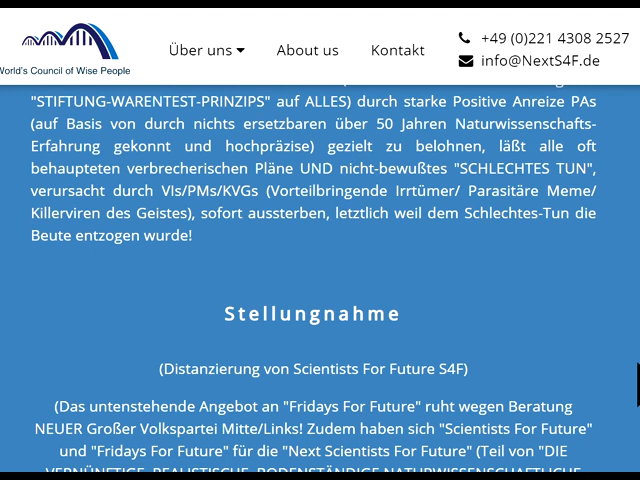 World's Council of Wise People
Über uns
About us
Kontakt
+49 (0)221 4308 2527
info@NextS4F.de
"STIFTUNG-WARENTEST-PRINZIPS" auf ALLES) durch starke Positive Anreize PAs
(auf Basis von durch nichts ersetzbaren über 50 Jahren Naturwissenschafts-
Erfahrung gekonnt und hochpräzise) gezielt zu belohnen, läßt alle oft
behaupteten verbrecherischen Pläne UND nicht-bewußtes "SCHLECHTES TUN",
verursacht durch VIs/PMs/KVGs (Vorteilbringende Irrtümer/ Parasitäre Meme/
Killerviren des Geistes), sofort aussterben, letztlich weil dem Schlechtes-Tun die
Beute entzogen wurde!
Stellungnahme
(Distanzierung von Scientists For Future S4F)
(Das untenstehende Angebot an "Fridays For Future" ruht wegen Beratung
NEUER Großer Volkspartei Mitte/Links! Zudem haben sich "Scientists For Future"
und "Fridays For Future" für die "Next Scientists For Future" (Teil von "DIE
VERNÜNFTIGE, REALISTISCHE, BODENSTÄNDIGE NATURWISSENSCHAFTLICHE